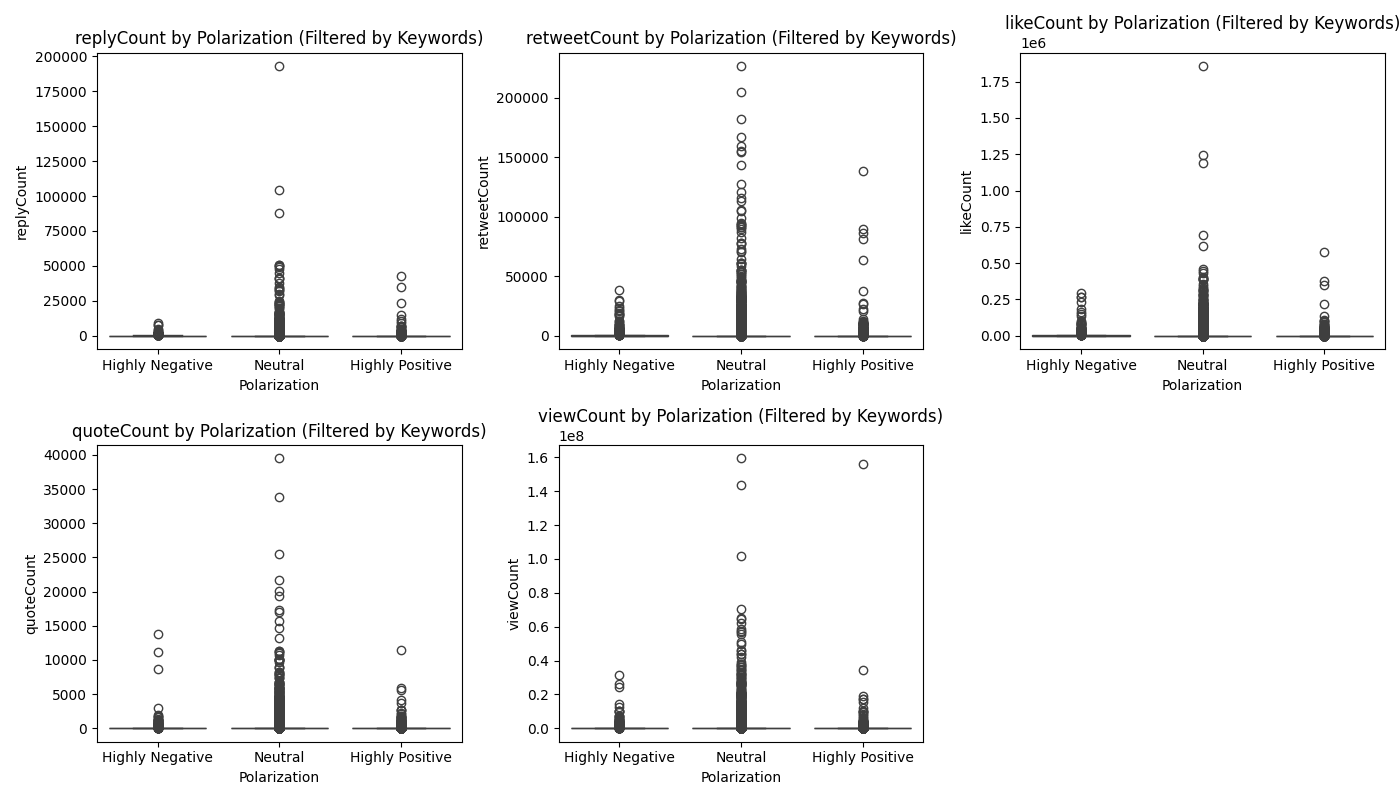 replyCount by Polarization (Filtered by Keywords)
200000
175000
150000
125000
100000
75000
50000
25000
0
replyCount
Highly Negative
Neutral
Highly Positive
Polarization
retweetCount by Polarization (Filtered by Keywords)
200000
150000
100000
50000
0
retweetCount
Highly Negative
Neutral
Highly Positive
Polarization
likeCount by Polarization (Filtered by Keywords)
1e6
1.75
1.50
1.25
1.00
0.75
0.50
0.25
0.00
likeCount
Highly Negative
Neutral
Highly Positive
Polarization
quoteCount by Polarization (Filtered by Keywords)
40000
35000
30000
25000
20000
15000
10000
5000
0
quoteCount
Highly Negative
Neutral
Highly Positive
Polarization
viewCount by Polarization (Filtered by Keywords)
1e8
1.6
1.4
1.2
1.0
0.8
0.6
0.4
0.2
0.0
viewCount
Highly Negative
Neutral
Highly Positive
Polarization